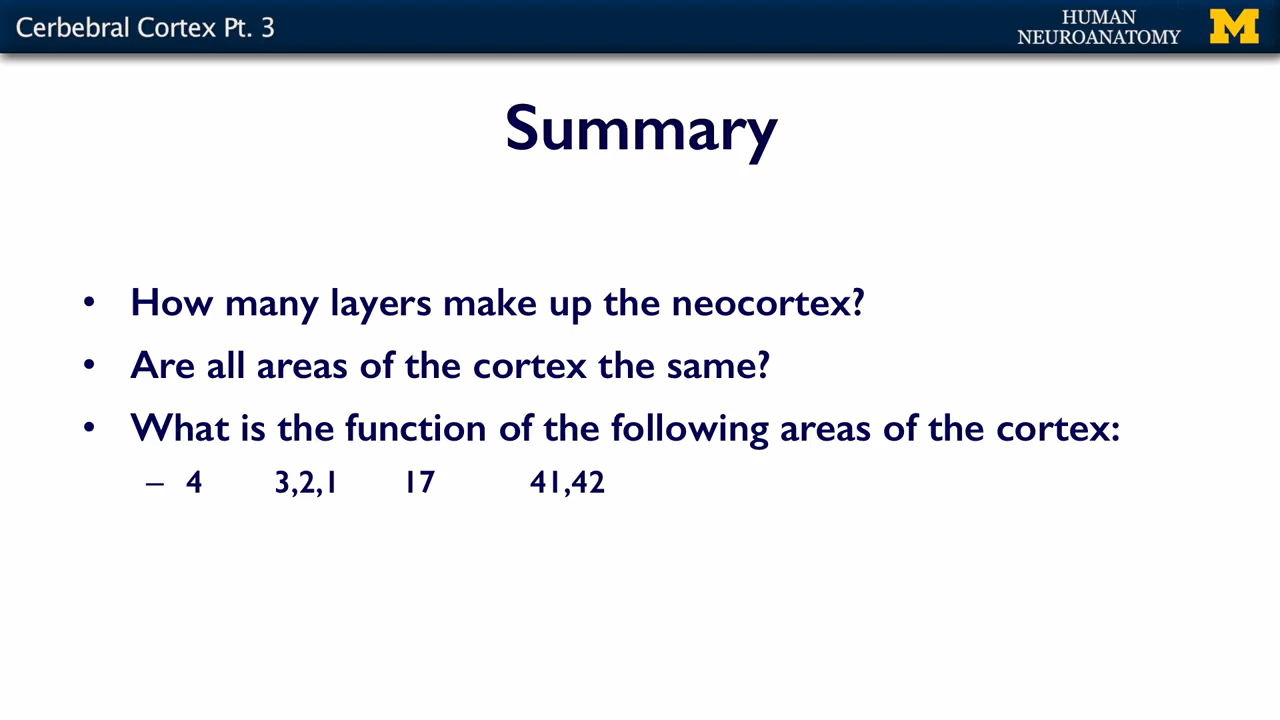 Cerbebral Cortex Pt. 3
HUMAN
NEUROANATOMY
M
Summary
• How many layers make up the neocortex?
• Are all areas of the cortex the same?
• What is the function of the following areas of the cortex:
– 4 3,2,1 17 41,42